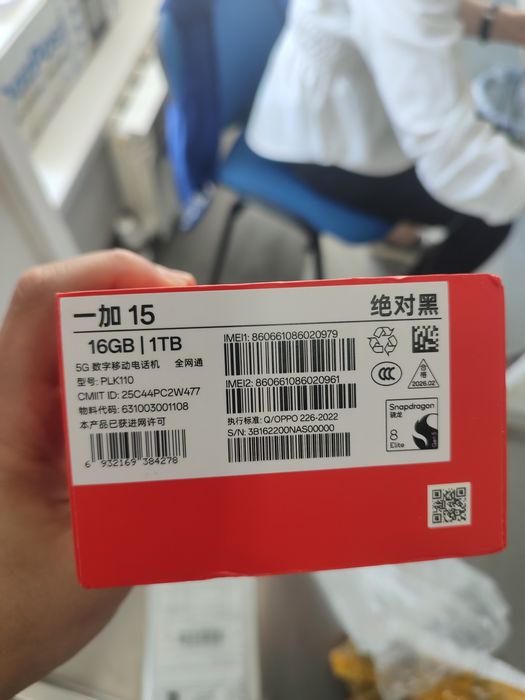 一加 15
绝对黑
16GB | 1TB
5G 数字移动电话机 全网通
型号: PLK110
CMIIT ID: 25C44PC2W477
物料代码: 631003001108
本产品已获进网许可
6 932169 384278
IMEI1: 860661086020979
IMEI2: 860661086020961
执行标准: Q/OPPO 226-2022
S/N: 3B162200NAS00000
CCC
合格
2026.02
Snapdragon
骁龙
8
Elite